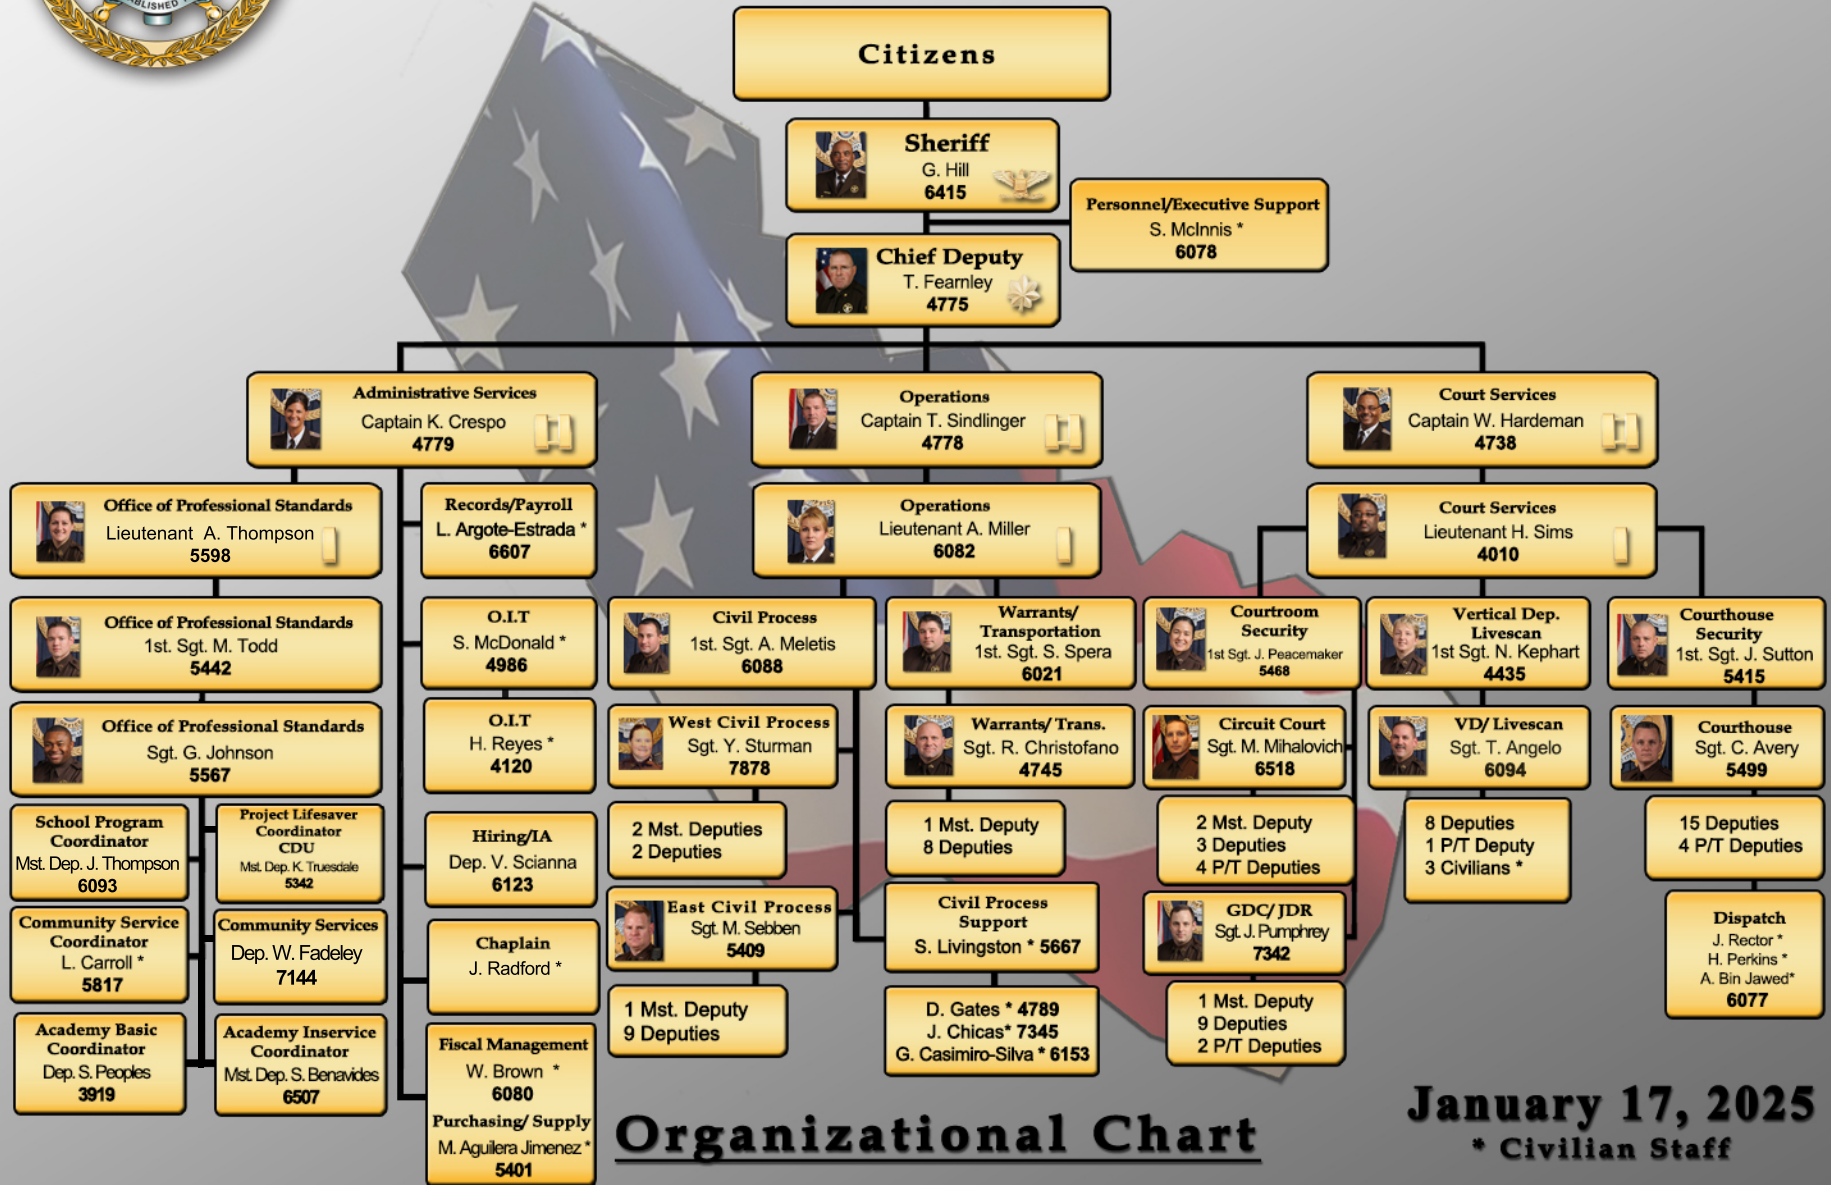 ABLISHED
Citizens
Sheriff
G. Hill
6415
Personnel/Executive Support
S. McInnis *
6078
Chief Deputy
T. Fearnley
4775
Administrative Services
Captain K. Crespo
4779
Operations
Captain T. Sindlinger
4778
Court Services
Captain W. Hardeman
4738
Office of Professional Standards
Lieutenant A. Thompson
5598
Records/Payroll
L. Argote-Estrada *
6607
Operations
Lieutenant A. Miller
6082
Court Services
Lieutenant H. Sims
4010
Office of Professional Standards
1st. Sgt. M. Todd
5442
O.I.T
S. McDonald *
4986
Civil Process
1st. Sgt. A. Meletis
6088
Warrants/
Transportation
1st. Sgt. S. Spera
6021
Courtroom
Security
1st Sgt. J. Peacemaker
5468
Vertical Dep.
Livescan
1st Sgt. N. Kephart
4435
Courthouse
Security
1st. Sgt. J. Sutton
5415
Office of Professional Standards
Sgt. G. Johnson
5567
O.I.T
H. Reyes *
4120
West Civil Process
Sgt. Y. Sturman
7878
Warrants/ Trans.
Sgt. R. Christofano
4745
Circuit Court
Sgt. M. Mihalovich
6518
VD/ Livescan
Sgt. T. Angelo
6094
Courthouse
Sgt. C. Avery
5499
School Program
Coordinator
Mst. Dep. J. Thompson
6093
Project Lifesaver
Coordinator
CDU
Mst. Dep. K. Truesdale
5342
Hiring/IA
Dep. V. Scianna
6123
2 Mst. Deputies
2 Deputies
1 Mst. Deputy
8 Deputies
2 Mst. Deputy
3 Deputies
4 P/T Deputies
8 Deputies
1 P/T Deputy
3 Civilians *
15 Deputies
4 P/T Deputies
Community Service
Coordinator
L. Carroll *
5817
Community Services
Dep. W. Fadeley
7144
Chaplain
J. Radford *
East Civil Process
Sgt. M. Sebben
5409
Civil Process
Support
S. Livingston * 5667
GDC/ JDR
Sgt. J. Pumphrey
7342
Dispatch
J. Rector *
H. Perkins *
A. Bin Jawed*
6077
Academy Basic
Coordinator
Dep. S. Peoples
3919
Academy Inservice
Coordinator
Mst. Dep. S. Benavides
6507
Fiscal Management
W. Brown *
6080
Purchasing/ Supply
M. Aguilera Jimenez *
5401
1 Mst. Deputy
9 Deputies
D. Gates * 4789
J. Chicas* 7345
G. Casimiro-Silva * 6153
1 Mst. Deputy
9 Deputies
2 P/T Deputies
Organizational Chart
January 17, 2025
* Civilian Staff